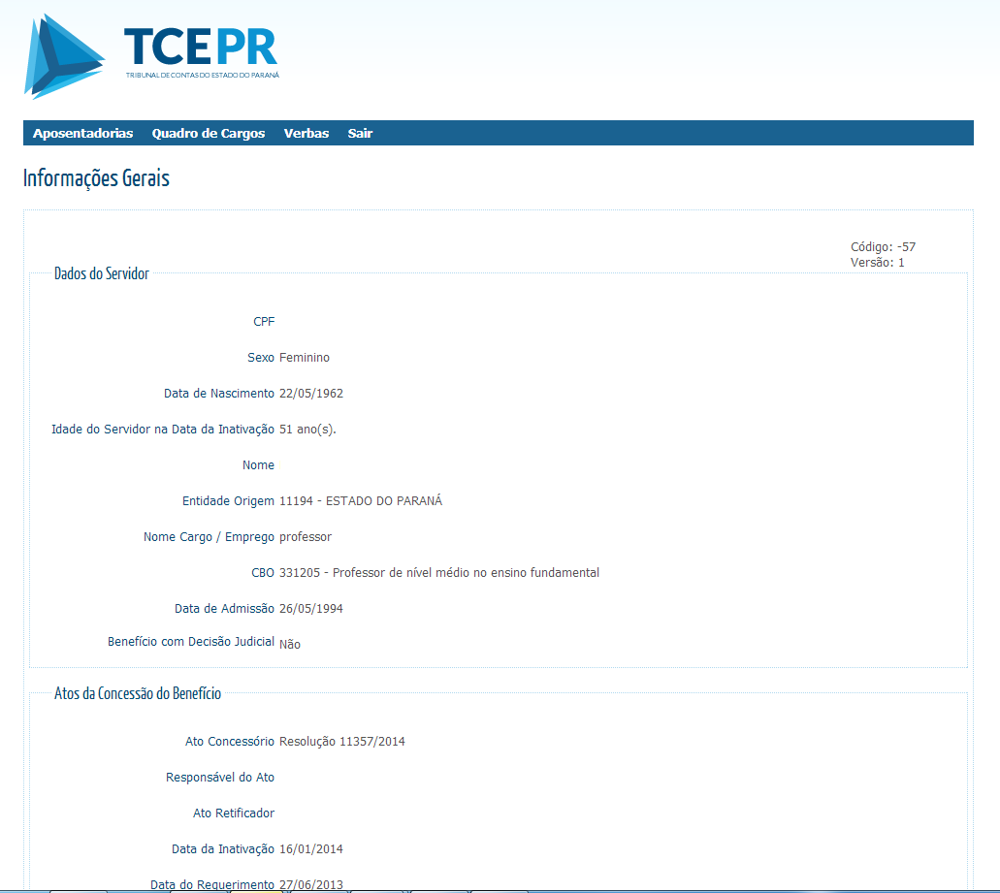 TCEPR
TRIBUNAL DE CONTAS DO ESTADO DO PARANÁ
Aposentadorias Quadro de Cargos Verbas Sair
Informações Gerais
Código: -57
Versão: 1
Dados do Servidor
CPF
Sexo Feminino
Data de Nascimento 22/05/1962
Idade do Servidor na Data da Inativação 51 ano(s).
Nome
Entidade Origem 11194 - ESTADO DO PARANÁ
Nome Cargo / Emprego professor
CBO 331205 - Professor de nível médio no ensino fundamental
Data de Admissão 26/05/1994
Benefício com Decisão Judicial Não
Atos da Concessão do Benefício
Ato Concessório Resolução 11357/2014
Responsável do Ato
Ato Retificador
Data da Inativação 16/01/2014
Data do Requerimento 27/06/2013